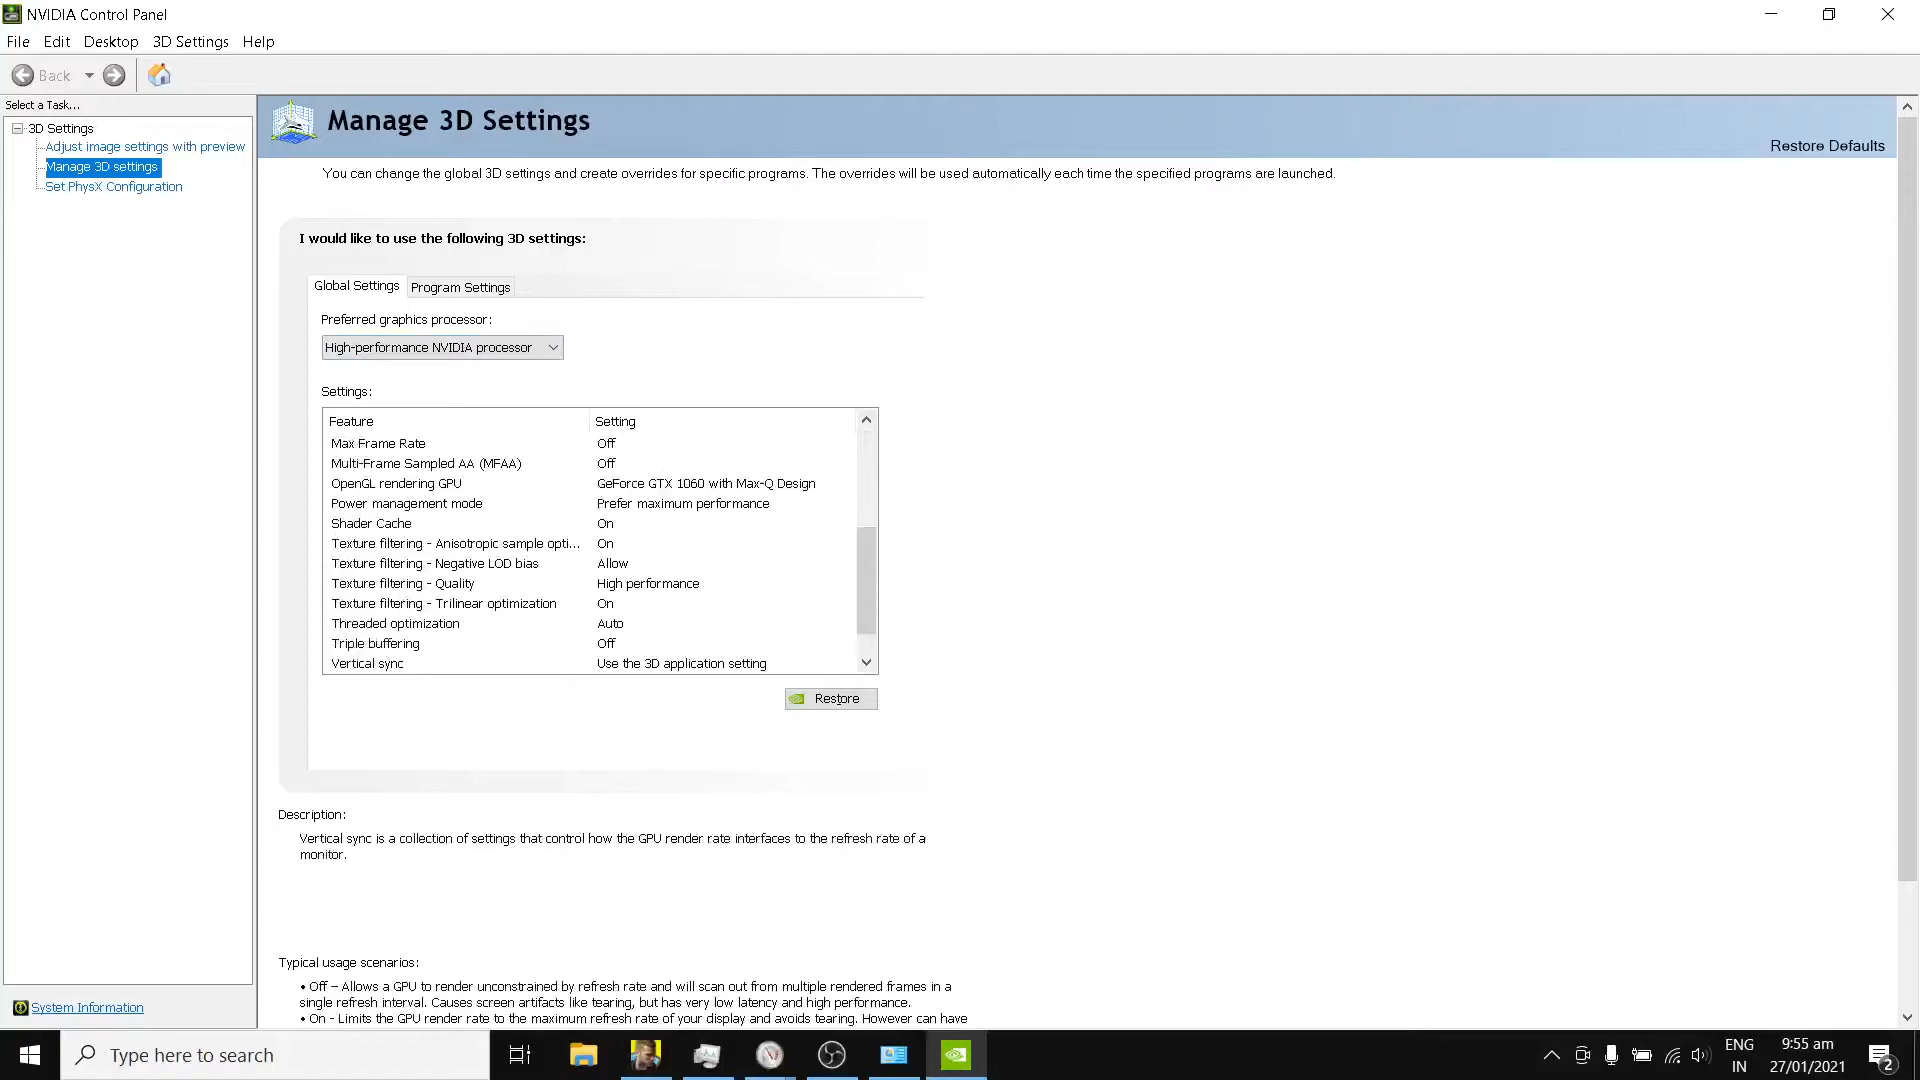 NVIDIA Control Panel
File Edit Desktop 3D Settings Help
Back
Select a Task...
3D Settings
Adjust image settings with preview
Manage 3D settings
Set PhysX Configuration
System Information
Manage 3D Settings
Restore Defaults
You can change the global 3D settings and create overrides for specific programs. The overrides will be used automatically each time the specified programs are launched.
I would like to use the following 3D settings:
Global Settings Program Settings
Preferred graphics processor:
High-performance NVIDIA processor
Settings:
Feature Setting
Max Frame Rate Off
Multi-Frame Sampled AA (MFAA) Off
OpenGL rendering GPU GeForce GTX 1060 with Max-Q Design
Power management mode Prefer maximum performance
Shader Cache On
Texture filtering - Anisotropic sample opti... On
Texture filtering - Negative LOD bias Allow
Texture filtering - Quality High performance
Texture filtering - Trilinear optimization On
Threaded optimization Auto
Triple buffering Off
Vertical sync Use the 3D application setting
Restore
Description:
Vertical sync is a collection of settings that control how the GPU render rate interfaces to the refresh rate of a
monitor.
Typical usage scenarios:
• Off – Allows a GPU to render unconstrained by refresh rate and will scan out from multiple rendered frames in a
single refresh interval. Causes screen artifacts like tearing, but has very low latency and high performance.
• On - Limits the GPU render rate to the maximum refresh rate of your display and avoids tearing. However can have
Type here to search
ENG
IN
9:55 am
27/01/2021
2